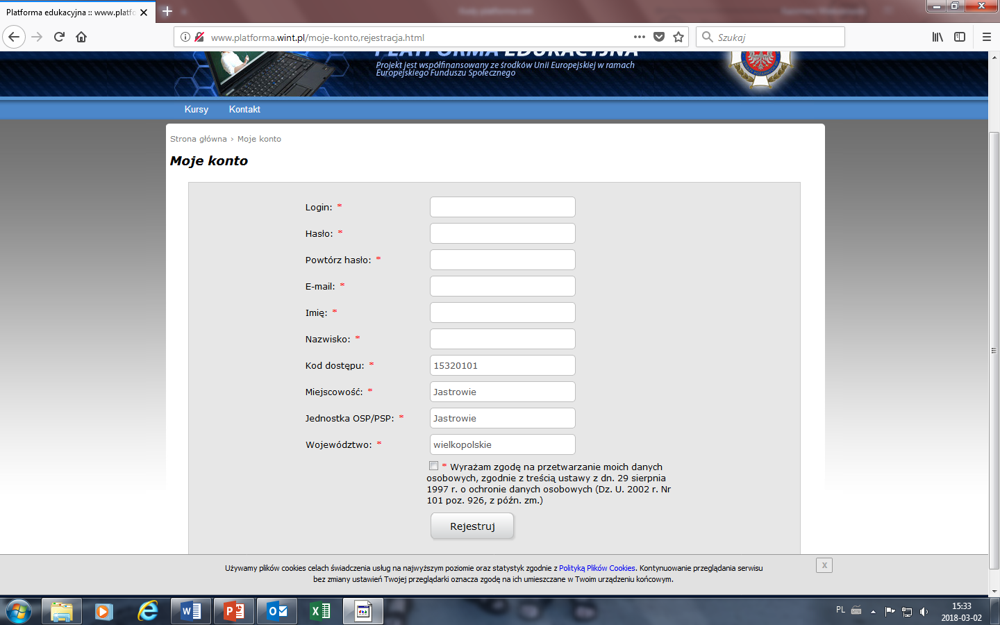 Platforma edukacyjna :: www.platfo
www.platforma.wint.pl/moje-konto,rejestracja.html
Szukaj
PLATFORMA EDUKACYJNA
Projekt jest współfinansowany ze środków Unii Europejskiej w ramach
Europejskiego Funduszu Społecznego
Kursy Kontakt
Strona główna › Moje konto
Moje konto
Login: *
Hasło: *
Powtórz hasło: *
E-mail: *
Imię: *
Nazwisko: *
Kod dostępu: * 15320101
Miejscowość: * Jastrowie
Jednostka OSP/PSP: * Jastrowie
Województwo: * wielkopolskie
* Wyrażam zgodę na przetwarzanie moich danych
osobowych, zgodnie z treścią ustawy z dn. 29 sierpnia
1997 r. o ochronie danych osobowych (Dz. U. 2002 r. Nr
101 poz. 926, z późn. zm.)
Rejestruj
Używamy plików cookies celach świadczenia usług na najwyższym poziomie oraz statystyk zgodnie z Polityką Plików Cookies. Kontynuowanie przeglądania serwisu
bez zmiany ustawień Twojej przeglądarki oznacza zgodę na ich umieszczane w Twoim urządzeniu końcowym.
x
PL
15:33
2018-03-02